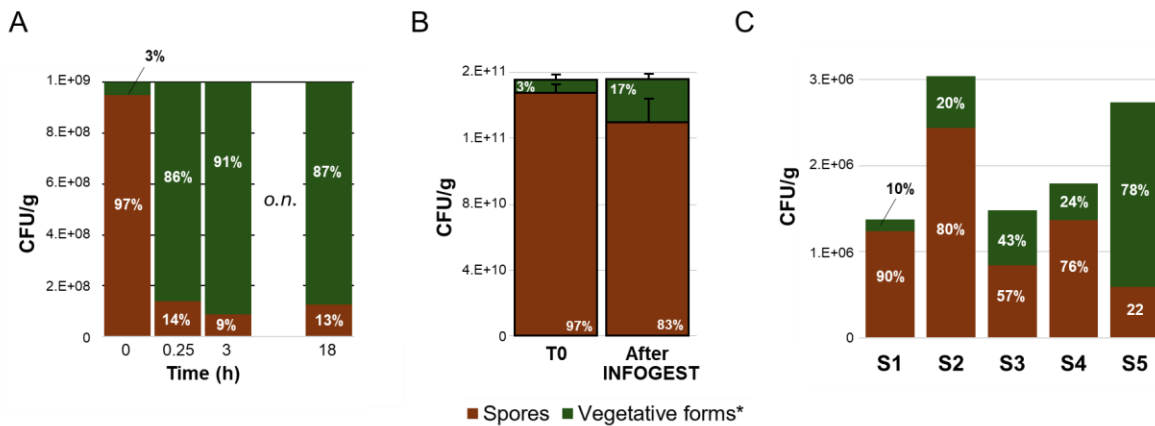 A
3%
1.E+09
8.E+08
6.E+08
4.E+08
2.E+08
0
CFU/g
97%
86%
14%
91%
9%
o.n.
87%
13%
0
0.25
3
18
Time (h)
B
2.E+11
1.E+11
8.E+10
4.E+10
0
CFU/g
3%
17%
97%
83%
T0
After
INFOGEST
C
3.E+06
2.E+06
1.E+06
0
CFU/g
10%
90%
20%
80%
43%
57%
24%
76%
78%
22
S1
S2
S3
S4
S5
Spores
Vegetative forms*